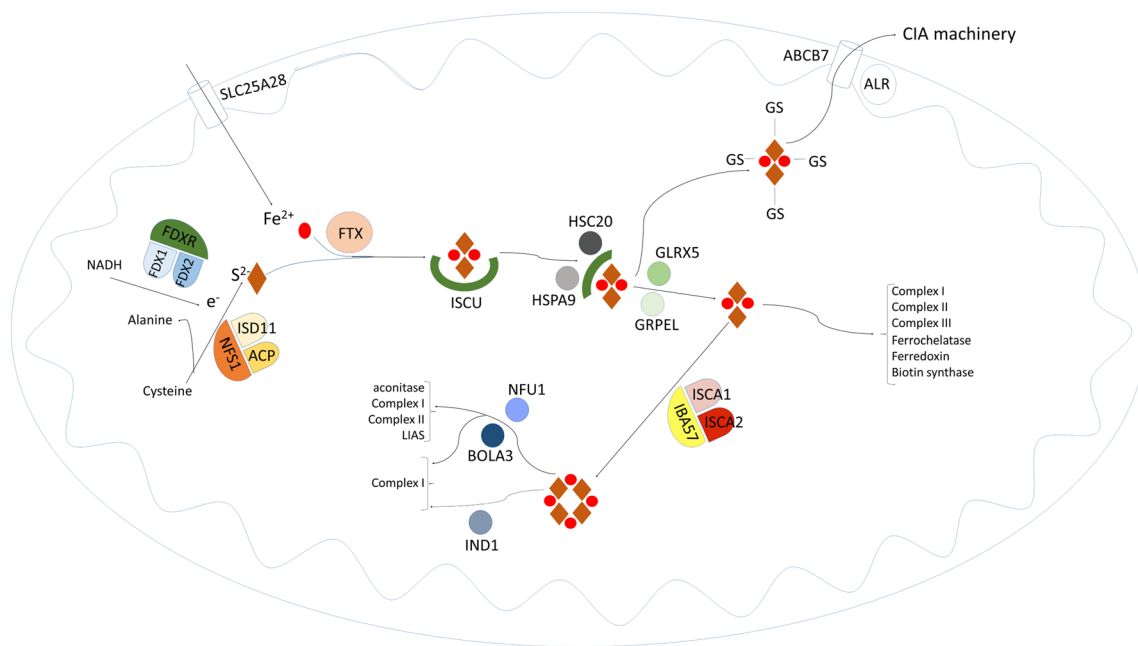 CIA machinery
ABCB7
ALR
SLC25A28
GS
GS
GS
GS
Fe2+
FTX
HSC20
GLRX5
HSPA9
GRPEL
ISCU
FDXR
FDX1
FDX2
NADH
S2-
e-
Alanine
ISD11
ACP
NFS1
Cysteine
Complex I
Complex II
Complex III
Ferrochelatase
Ferredoxin
Biotin synthase
ISCA1
ISCA2
IBA57
aconitase
Complex I
Complex II
LIAS
NFU1
BOLA3
Complex I
IND1